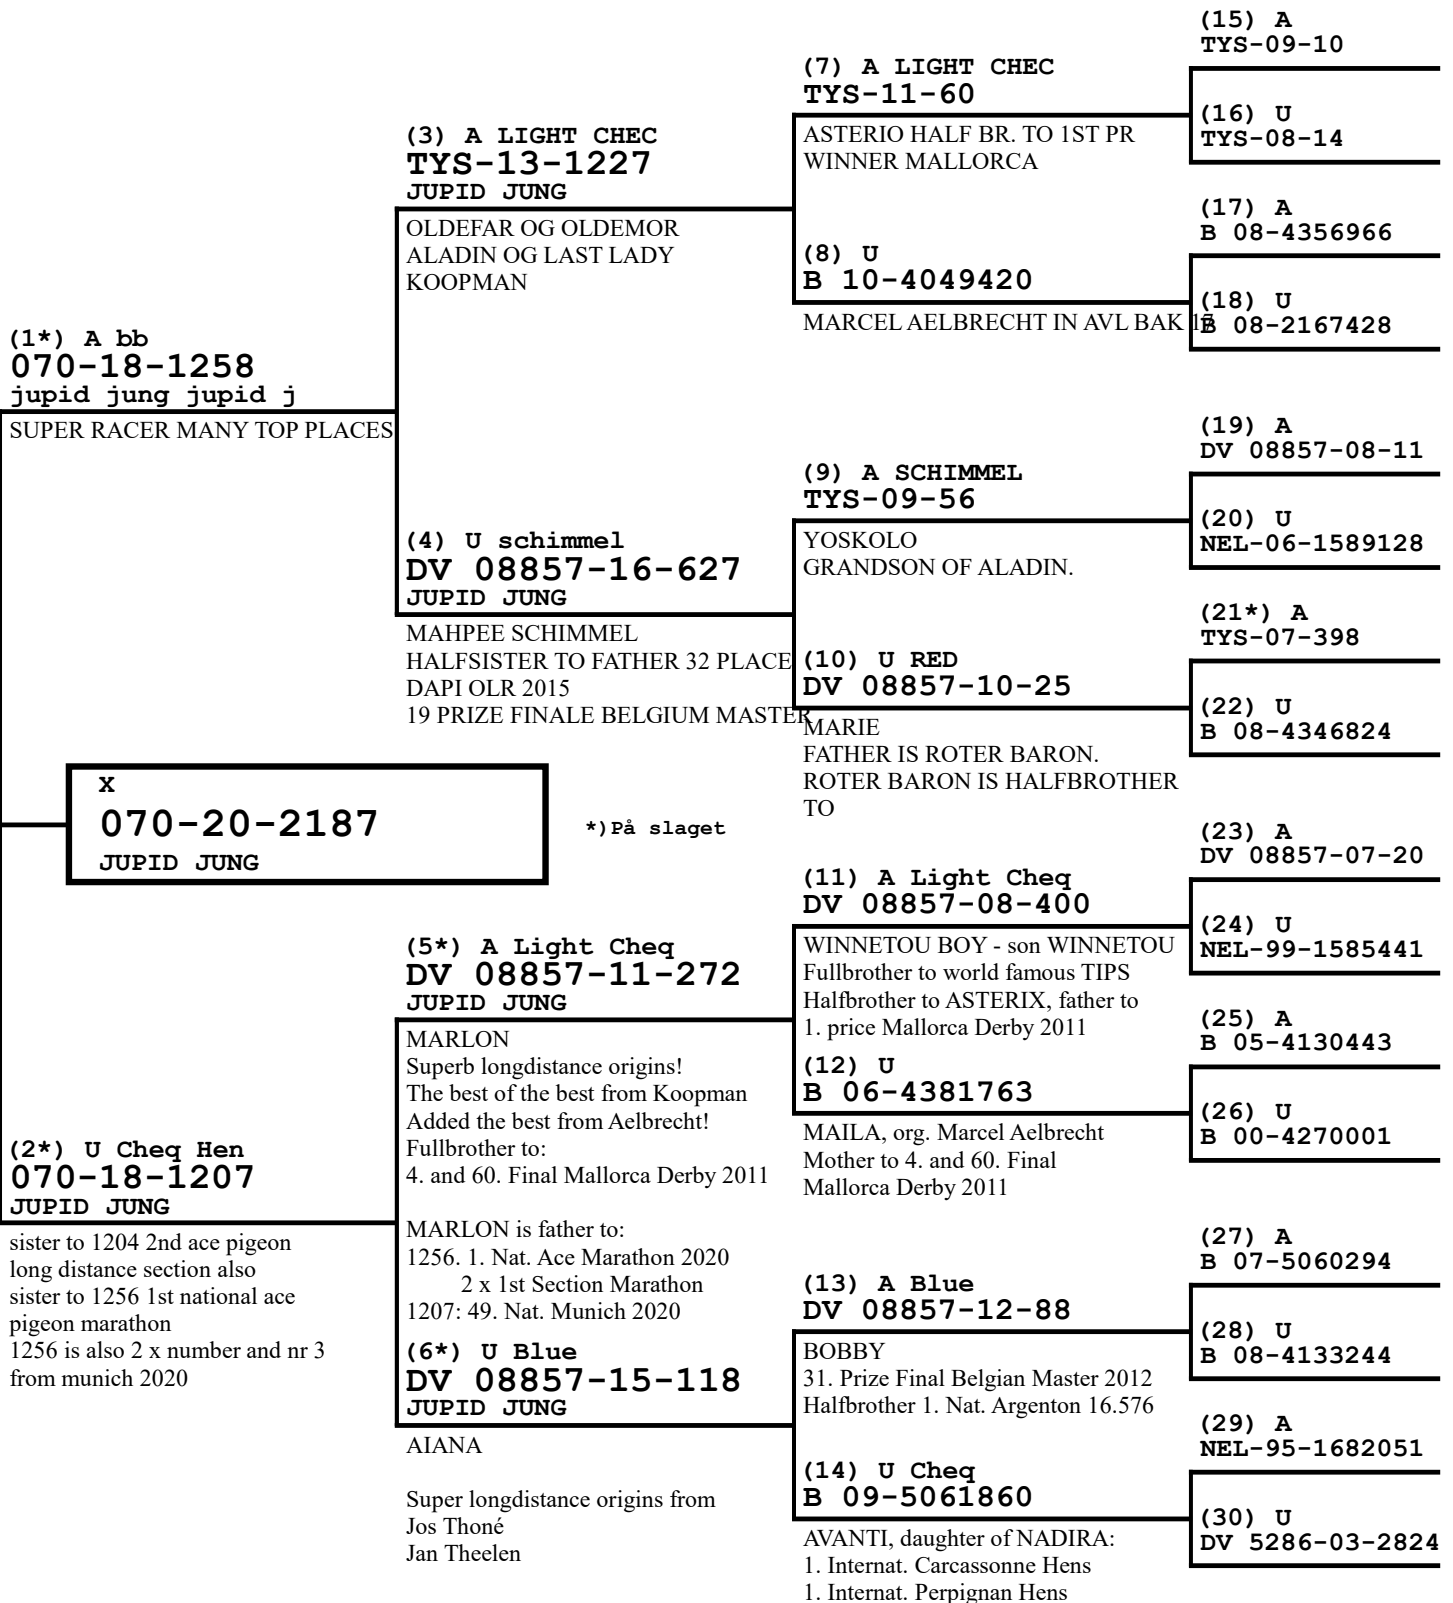 (1*) A bb
070-18-1258
jupid jung jupid j
SUPER RACER MANY TOP PLACES
X
070-20-2187
JUPID JUNG
*)På slaget
(2*) U Cheq Hen
070-18-1207
JUPID JUNG
sister to 1204 2nd ace pigeon
long distance section also
sister to 1256 1st national ace
pigeon marathon
1256 is also 2 x number and nr 3
from munich 2020
(3) A LIGHT CHEC
TYS-13-1227
JUPID JUNG
OLDEFAR OG OLDEMOR
ALADIN OG LAST LADY
KOOPMAN
(4) U schimmel
DV 08857-16-627
JUPID JUNG
MAHPEE SCHIMMEL
HALFSISTER TO FATHER 32 PLACE
DAPI OLR 2015
19 PRIZE FINALE BELGIUM MASTER
(5*) A Light Cheq
DV 08857-11-272
JUPID JUNG
MARLON
Superb longdistance origins!
The best of the best from Koopman
Added the best from Aelbrecht!
Fullbrother to:
4. and 60. Final Mallorca Derby 2011
MARLON is father to:
1256. 1. Nat. Ace Marathon 2020
2 x 1st Section Marathon
1207: 49. Nat. Munich 2020
(6*) U Blue
DV 08857-15-118
JUPID JUNG
AIANA
Super longdistance origins from
Jos Thoné
Jan Theelen
(7) A LIGHT CHEC
TYS-11-60
ASTERIO HALF BR. TO 1ST PR
WINNER MALLORCA
(8) U
B 10-4049420
MARCEL AELBRECHT IN AVL BAK 17
(9) A SCHIMMEL
TYS-09-56
YOSKOLO
GRANDSON OF ALADIN.
(10) U RED
DV 08857-10-25
MARIE
FATHER IS ROTER BARON.
ROTER BARON IS HALFBROTHER
TO
(11) A Light Cheq
DV 08857-08-400
WINNETOU BOY - son WINNETOU
Fullbrother to world famous TIPS
Halfbrother to ASTERIX, father to
1. price Mallorca Derby 2011
(12) U
B 06-4381763
MAILA, org. Marcel Aelbrecht
Mother to 4. and 60. Final
Mallorca Derby 2011
(13) A Blue
DV 08857-12-88
BOBBY
31. Prize Final Belgian Master 2012
Halfbrother 1. Nat. Argenton 16.576
(14) U Cheq
B 09-5061860
AVANTI, daughter of NADIRA:
1. Internat. Carcassonne Hens
1. Internat. Perpignan Hens
(15) A
TYS-09-10
(16) U
TYS-08-14
(17) A
B 08-4356966
(18) U
B 08-2167428
(19) A
DV 08857-08-11
(20) U
NEL-06-1589128
(21*) A
TYS-07-398
(22) U
B 08-4346824
(23) A
DV 08857-07-20
(24) U
NEL-99-1585441
(25) A
B 05-4130443
(26) U
B 00-4270001
(27) A
B 07-5060294
(28) U
B 08-4133244
(29) A
NEL-95-1682051
(30) U
DV 5286-03-2824